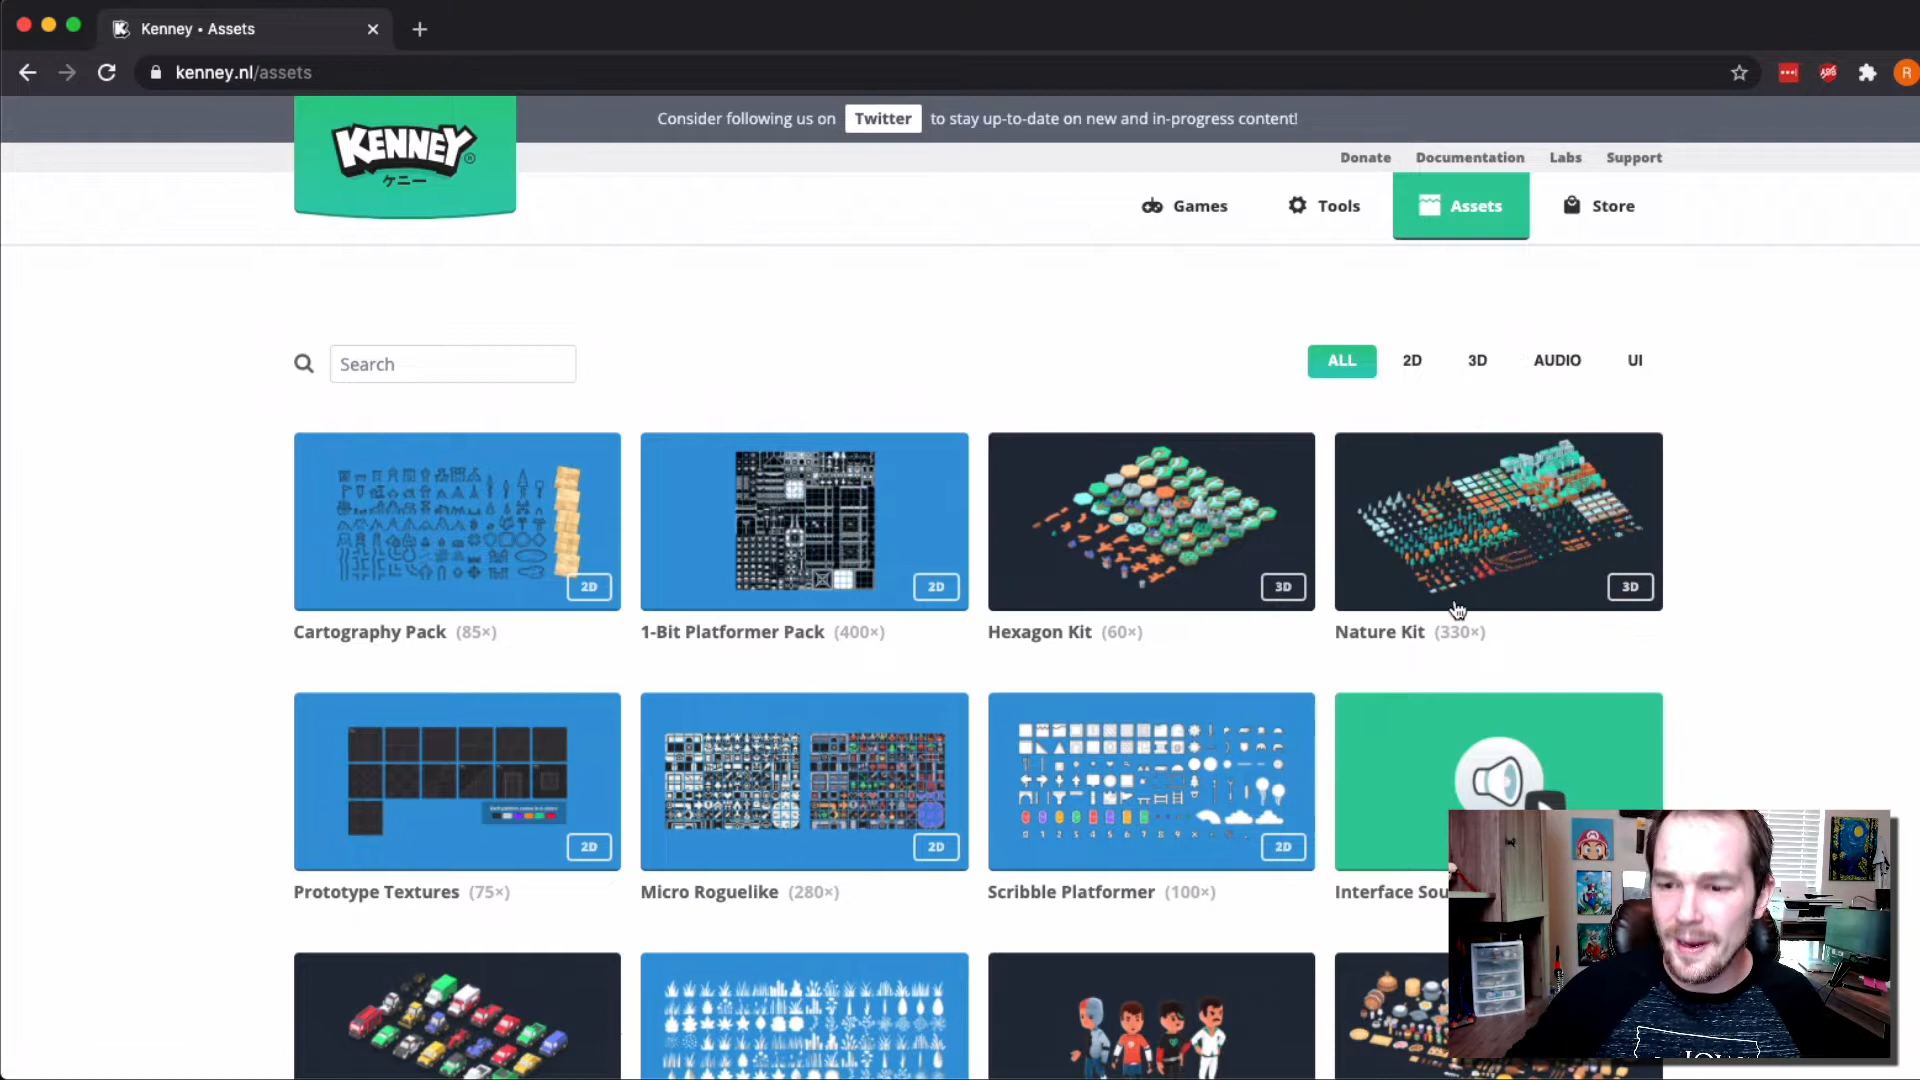 Kenney • Assets
kenney.nl/assets
R
Consider following us on Twitter to stay up-to-date on new and in-progress content!
KENNEY®
ケニー
Donate Documentation Labs Support
Games Tools Assets Store
Search
ALL 2D 3D AUDIO UI
2D 2D 3D 3D
Cartography Pack (85×) 1-Bit Platformer Pack (400×) Hexagon Kit (60×) Nature Kit (330×)
2D 2D 2D
Prototype Textures (75×) Micro Roguelike (280×) Scribble Platformer (100×) Interface Sou